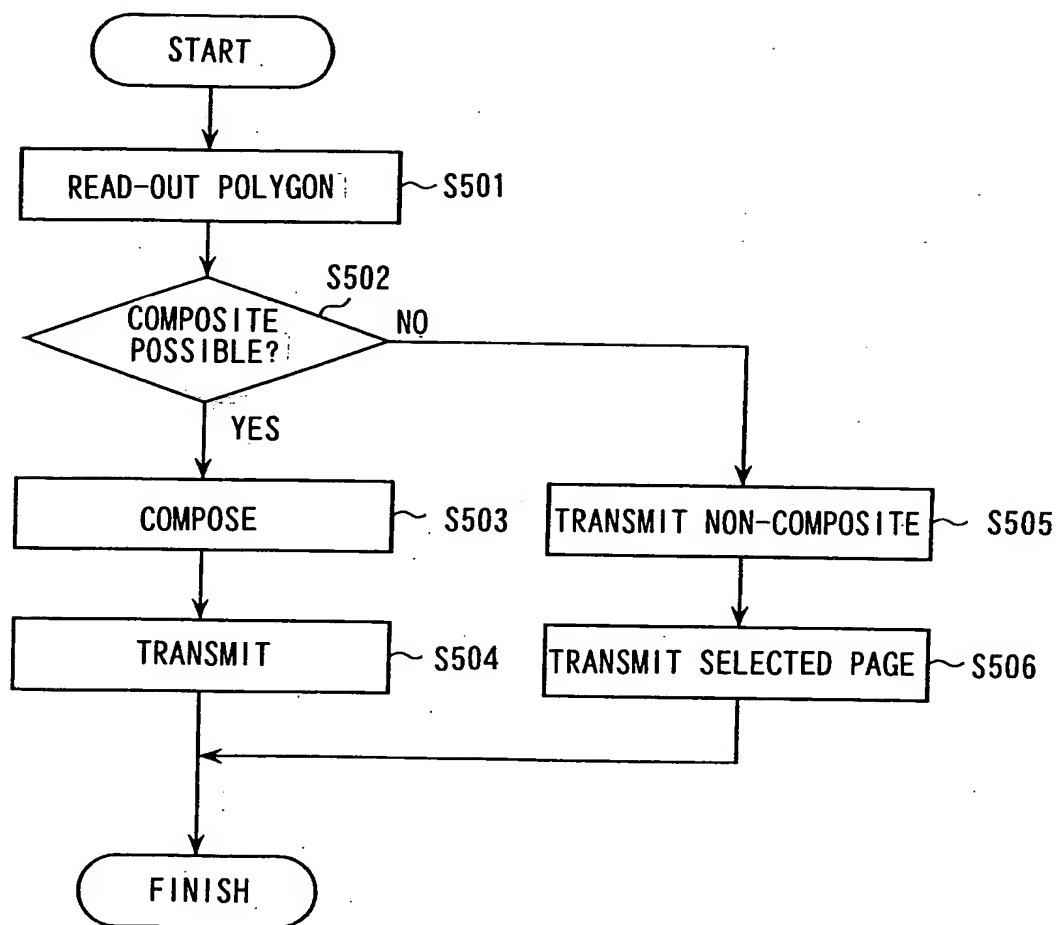 START
READ-OUT POLYGON
S501
S502
COMPOSITE
POSSIBLE?
NO
YES
COMPOSE
S503
TRANSMIT NON-COMPOSITE
S505
TRANSMIT
S504
TRANSMIT SELECTED PAGE
S506
FINISH